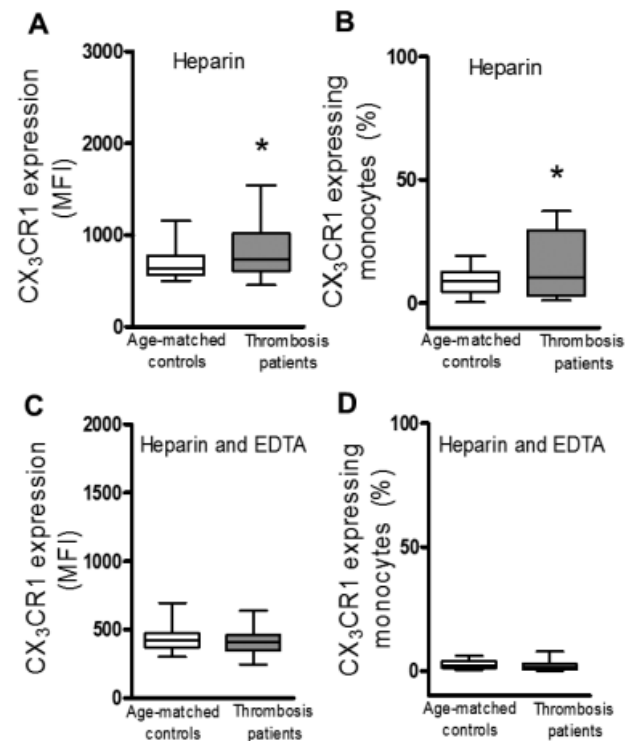 A
CX3CR1 expression
(MFI)
3000
2000
1000
0
Heparin
*
Age-matched
controls
Thrombosis
patients
B
CX3CR1 expressing
monocytes (%)
100
50
0
Heparin
*
Age-matched
controls
Thrombosis
patients
C
CX3CR1 expression
(MFI)
2000
1500
1000
500
0
Heparin and EDTA
Age-matched
controls
Thrombosis
patients
D
CX3CR1 expressing
monocytes (%)
100
50
0
Heparin and EDTA
Age-matched
controls
Thrombosis
patients